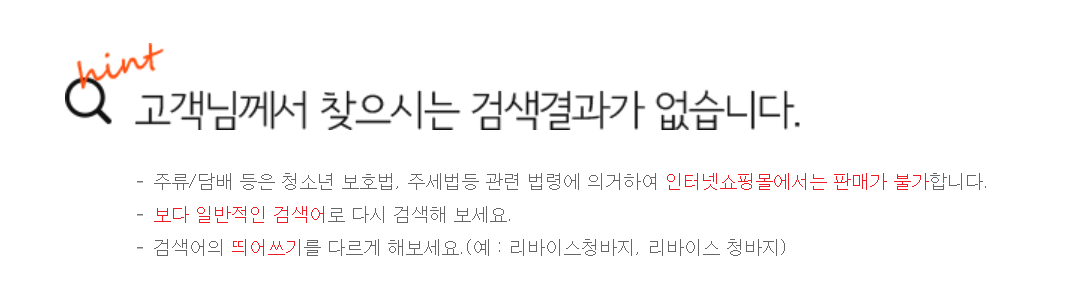 hint
고객님께서 찾으시는 검색결과가 없습니다.
- 주류/담배 등은 청소년 보호법, 주세법등 관련 법령에 의거하여 인터넷쇼핑몰에서는 판매가 불가합니다.
- 보다 일반적인 검색어로 다시 검색해 보세요.
- 검색어의 띄어쓰기를 다르게 해보세요.(예 : 리바이스청바지, 리바이스 청바지)